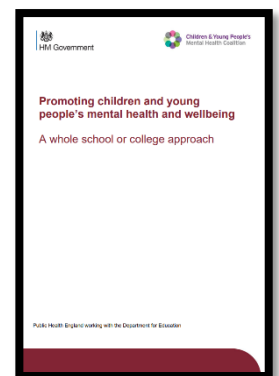 HM Government
Children & Young People's
Mental Health Coalition
Promoting children and young
people's mental health and wellbeing
A whole school or college approach
Public Health England working with the Department for Education